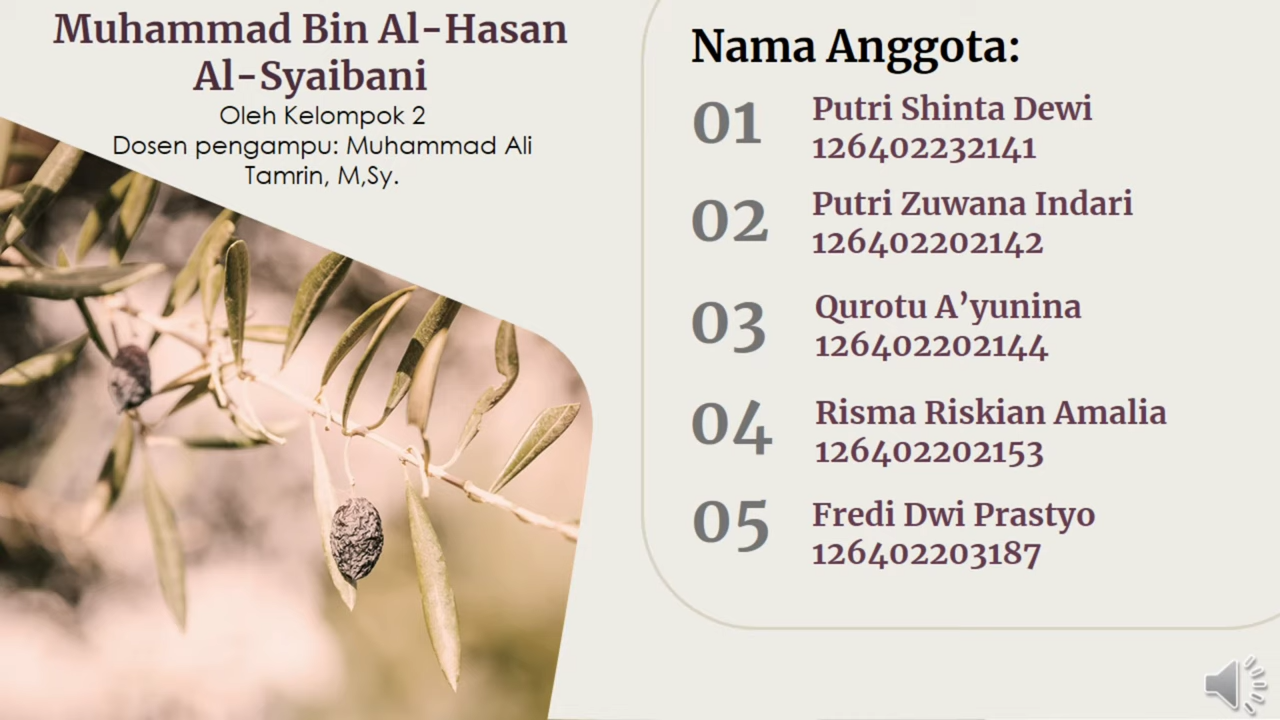 Muhammad Bin Al-Hasan
Al-Syaibani
Oleh Kelompok 2
Dosen pengampu: Muhammad Ali
Tamrin, M,Sy.
Nama Anggota:
01
Putri Shinta Dewi
126402232141
02
Putri Zuwana Indari
126402202142
03
Qurotu A’yunina
126402202144
04
Risma Riskian Amalia
126402202153
05
Fredi Dwi Prastyo
126402203187